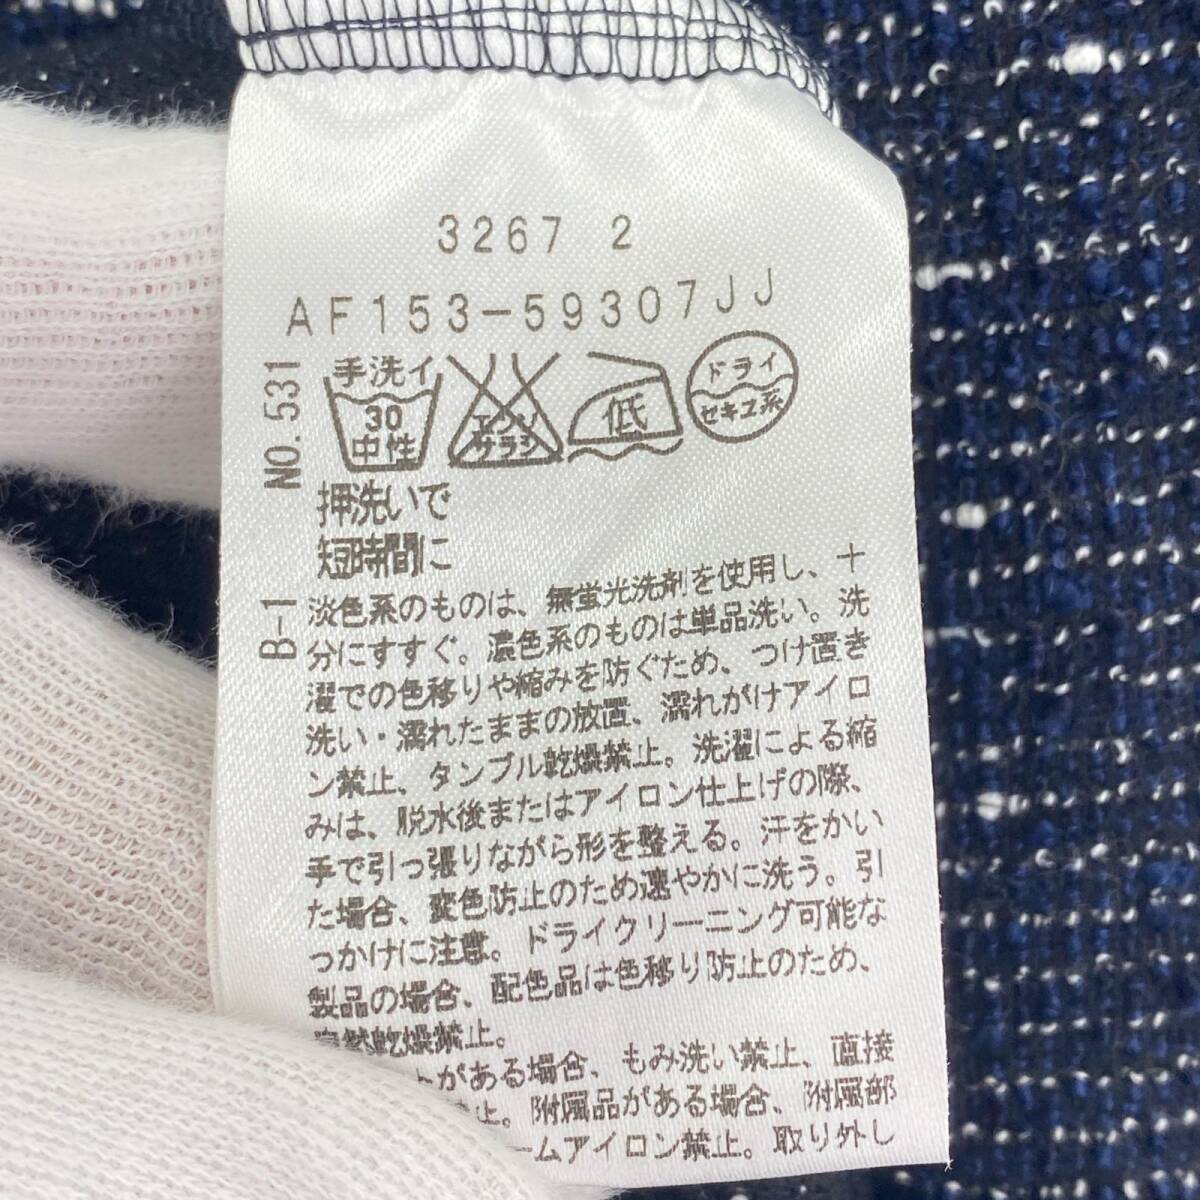 3267 2
AF153-59307JJ
NO.531
手洗イ
30
中性
エンソ
サラシ
低
ドライ
セキユ系
押洗いで
短時間に
B-1
淡色系のものは、無蛍光洗剤を使用し、十
分にすすぐ。濃色系のものは単品洗い。洗
濯での色移りや縮みを防ぐため、つけ置き
洗い・濡れたままの放置、濡れがけアイロ
ン禁止、タンブル乾燥禁止。洗濯による縮
みは、脱水後またはアイロン仕上げの際、
手で引っ張りながら形を整える。汗をかい
た場合、変色防止のため速やかに洗う。引
っかけに注意。ドライクリーニング可能な
製品の場合、配色品は色移り防止のため、
自然乾燥禁止。
トがある場合、もみ洗い禁止、直接
止。附属品がある場合、附属部
ームアイロン禁止。取り外し